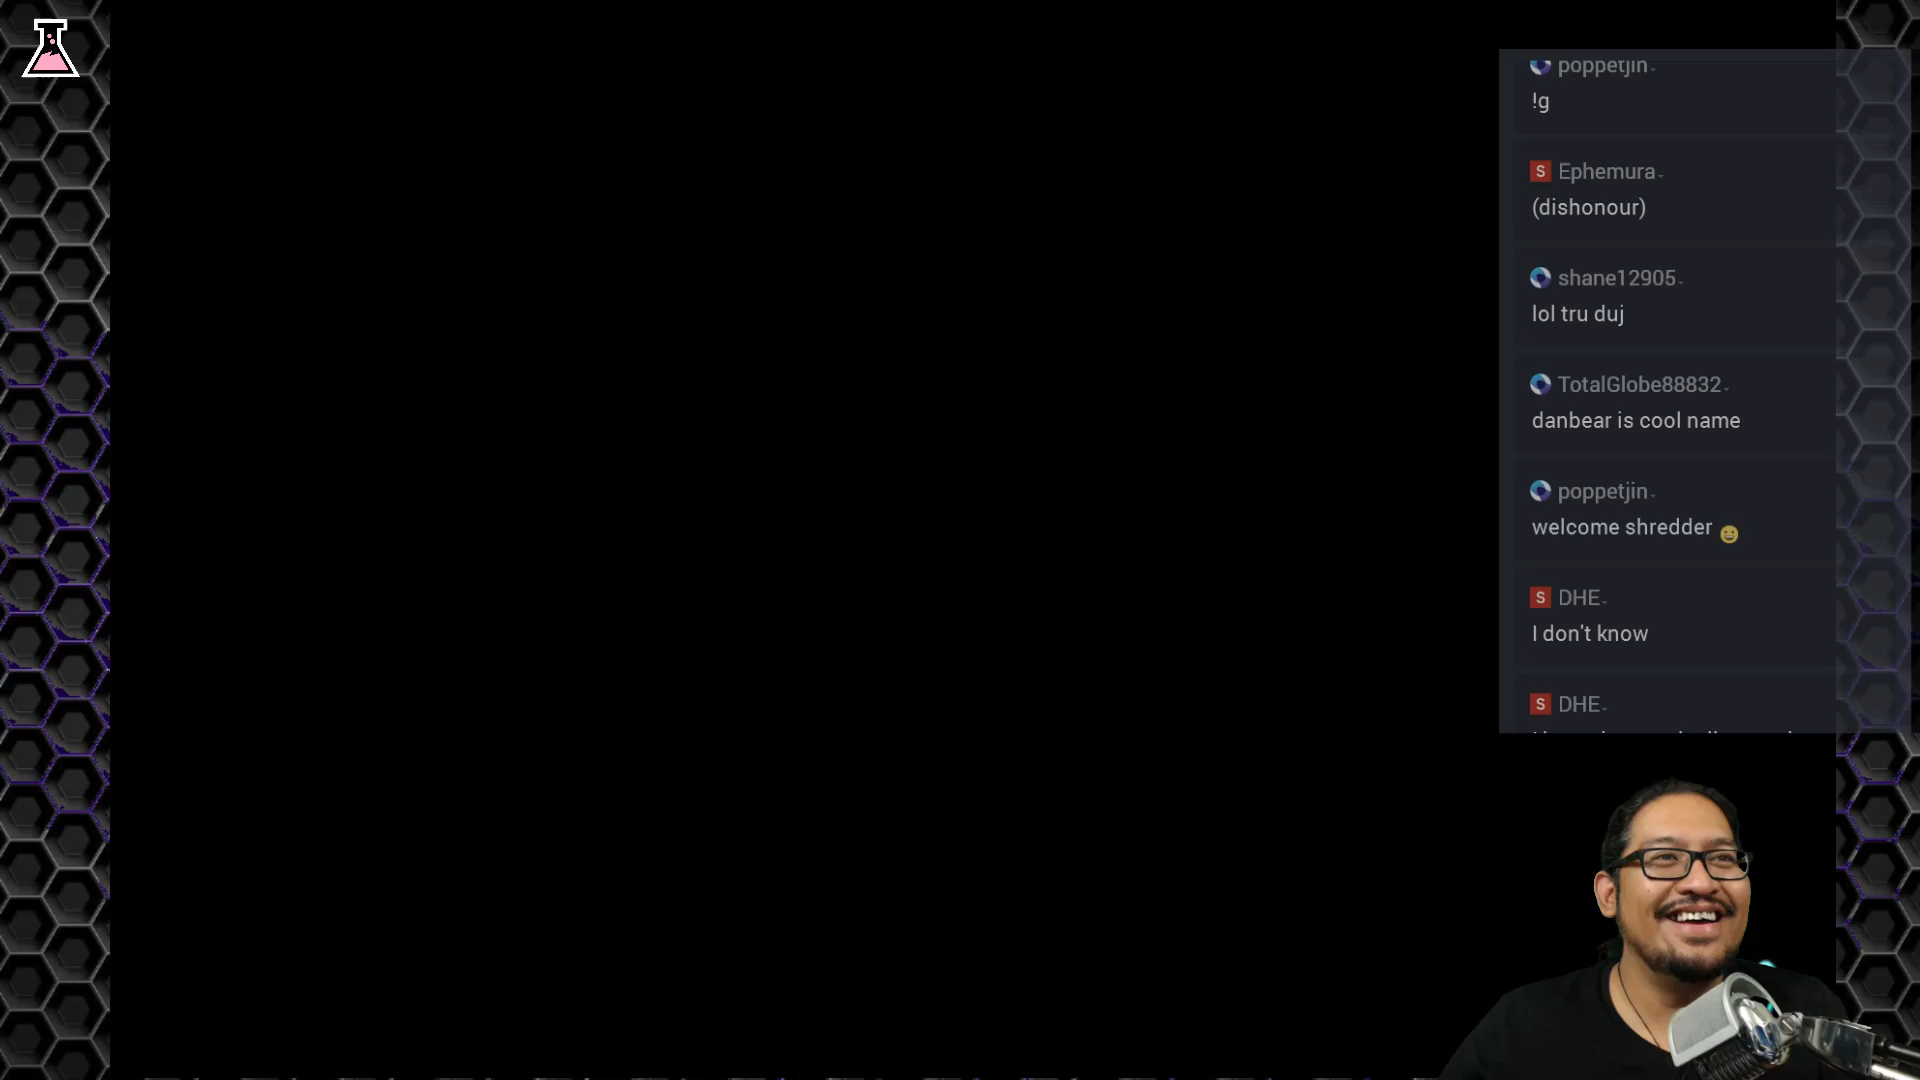 poppetjin
!g
S Ephemura
(dishonour)
shane12905
lol tru duj
TotalGlobe88832
danbear is cool name
poppetjin
welcome shredder
S DHE
I don't know
S DHE